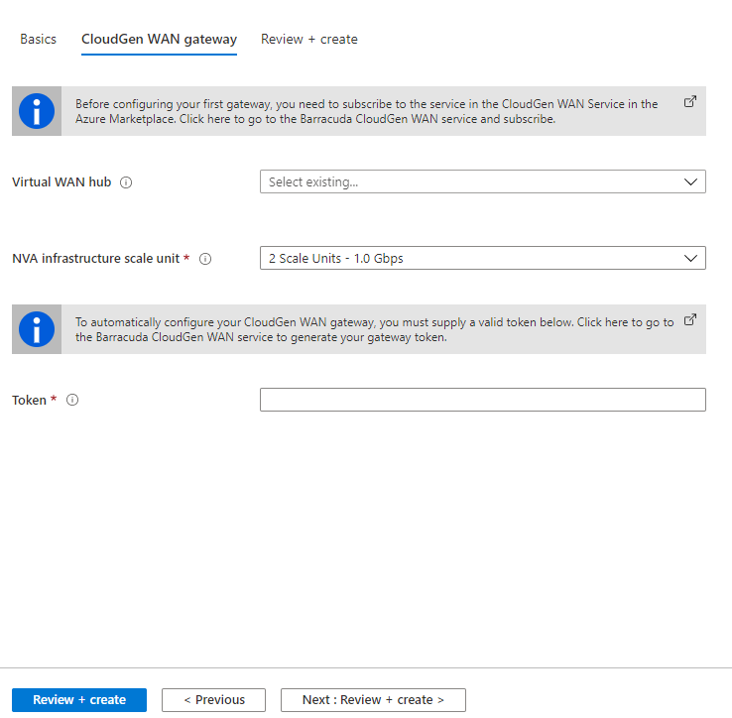 Basics CloudGen WAN gateway Review + create
Before configuring your first gateway, you need to subscribe to the service in the CloudGen WAN Service in the
Azure Marketplace. Click here to go to the Barracuda CloudGen WAN service and subscribe.
Virtual WAN hub Select existing...
NVA infrastructure scale unit * 2 Scale Units - 1.0 Gbps
To automatically configure your CloudGen WAN gateway, you must supply a valid token below. Click here to go to
the Barracuda CloudGen WAN service to generate your gateway token.
Token *
Review + create < Previous Next : Review + create >